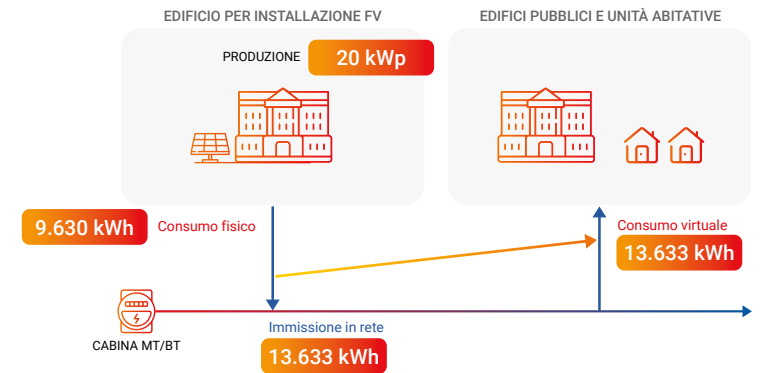 EDIFICIO PER INSTALLAZIONE FV
EDIFICI PUBBLICI E UNITÀ ABITATIVE
PRODUZIONE
20 kWp
9.630 kWh
Consumo fisico
Consumo virtuale
13.633 kWh
CABINA MT/BT
Immissione in rete
13.633 kWh